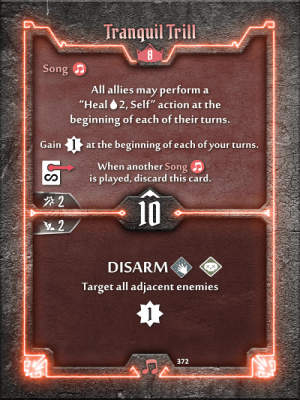 Tranquil Trill
8
Song
All allies may perform a
"Heal 2, Self" action at the
beginning of each of their turns.
Gain 1 at the beginning of each of your turns.
When another Song
is played, discard this card.
2
10
2
DISARM
Target all adjacent enemies
1
372